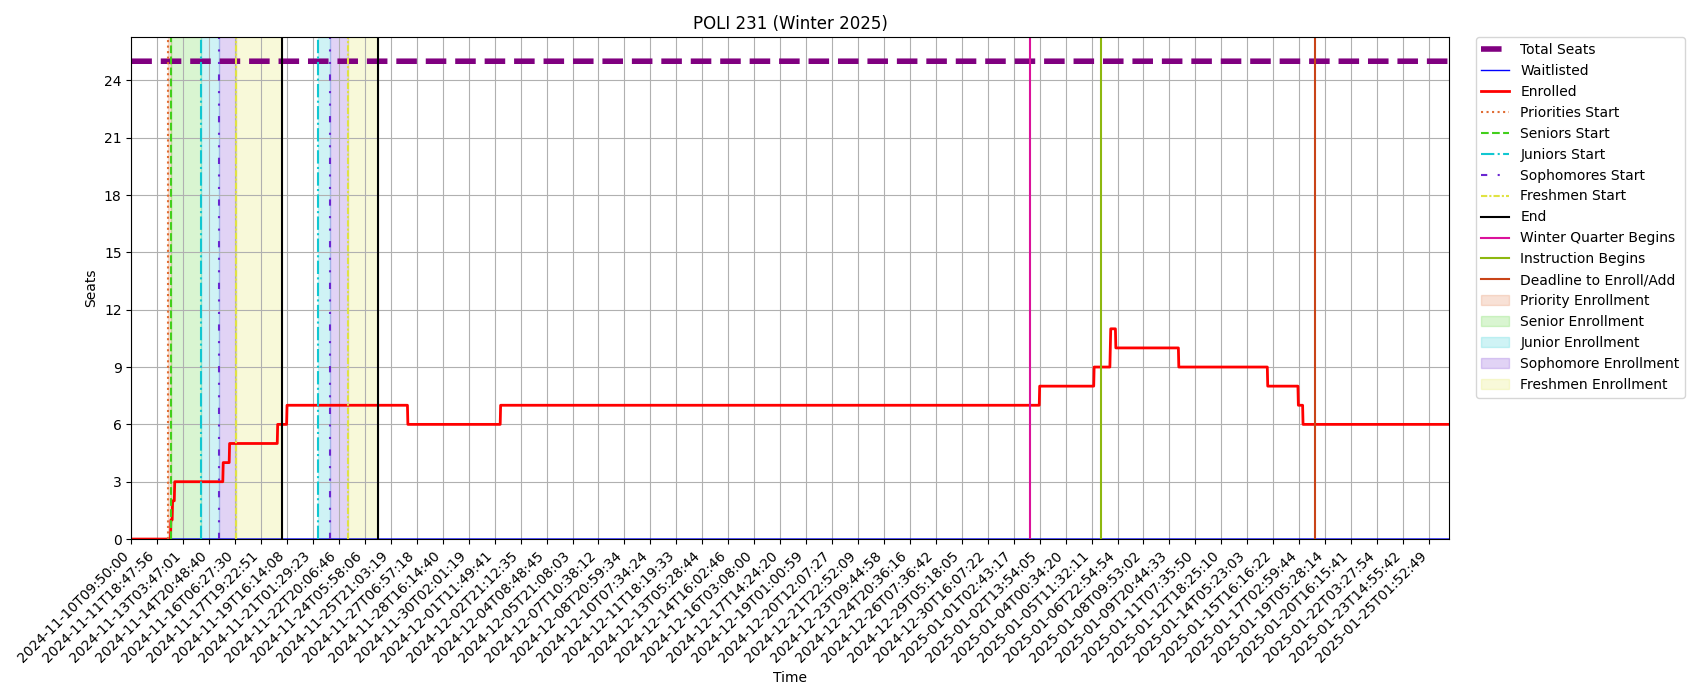 POLI 231 (Winter 2025)
Seats
24
21
18
15
12
9
6
3
0
2024-11-10T09:50:00
2024-11-11T18:47:56
2024-11-13T03:47:01
2024-11-14T20:48:40
2024-11-16T06:27:30
2024-11-17T19:22:51
2024-11-19T16:14:08
2024-11-21T01:29:23
2024-11-22T20:06:46
2024-11-24T05:58:06
2024-11-25T21:03:19
2024-11-27T06:57:18
2024-11-28T16:14:40
2024-11-30T02:01:19
2024-12-01T11:49:41
2024-12-02T21:12:35
2024-12-04T08:48:45
2024-12-05T21:08:03
2024-12-07T10:38:12
2024-12-08T20:59:34
2024-12-10T07:34:24
2024-12-11T18:19:33
2024-12-13T05:28:44
2024-12-14T16:02:46
2024-12-16T03:08:00
2024-12-17T14:24:20
2024-12-19T01:00:59
2024-12-20T12:07:27
2024-12-21T22:52:09
2024-12-23T09:44:58
2024-12-24T20:36:16
2024-12-26T07:36:42
2024-12-29T05:18:05
2024-12-30T16:07:22
2025-01-01T02:43:17
2025-01-02T13:54:05
2025-01-04T00:34:20
2025-01-05T11:32:11
2025-01-06T22:54:54
2025-01-08T09:53:02
2025-01-09T20:44:33
2025-01-11T07:35:50
2025-01-12T18:25:10
2025-01-14T05:23:03
2025-01-15T16:16:22
2025-01-17T02:59:44
2025-01-19T05:28:14
2025-01-20T16:15:41
2025-01-22T03:27:54
2025-01-23T14:55:42
2025-01-25T01:52:49
Time
Total Seats
Waitlisted
Enrolled
Priorities Start
Seniors Start
Juniors Start
Sophomores Start
Freshmen Start
End
Winter Quarter Begins
Instruction Begins
Deadline to Enroll/Add
Priority Enrollment
Senior Enrollment
Junior Enrollment
Sophomore Enrollment
Freshmen Enrollment